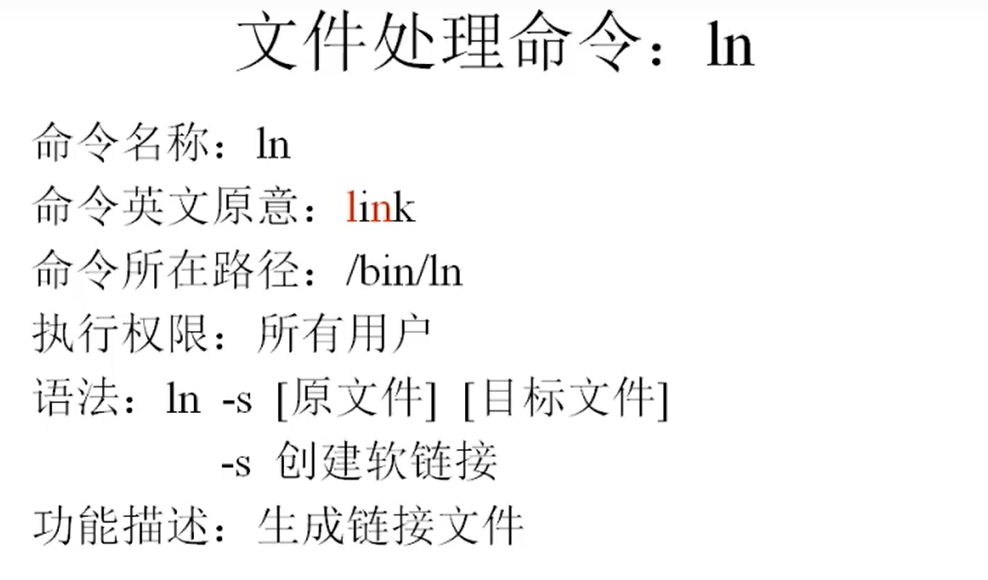 文件处理命令：ln
命令名称：ln
命令英文原意：link
命令所在路径：/bin/ln
执行权限：所有用户
语法：ln -s [原文件] [目标文件]
-s 创建软链接
功能描述：生成链接文件